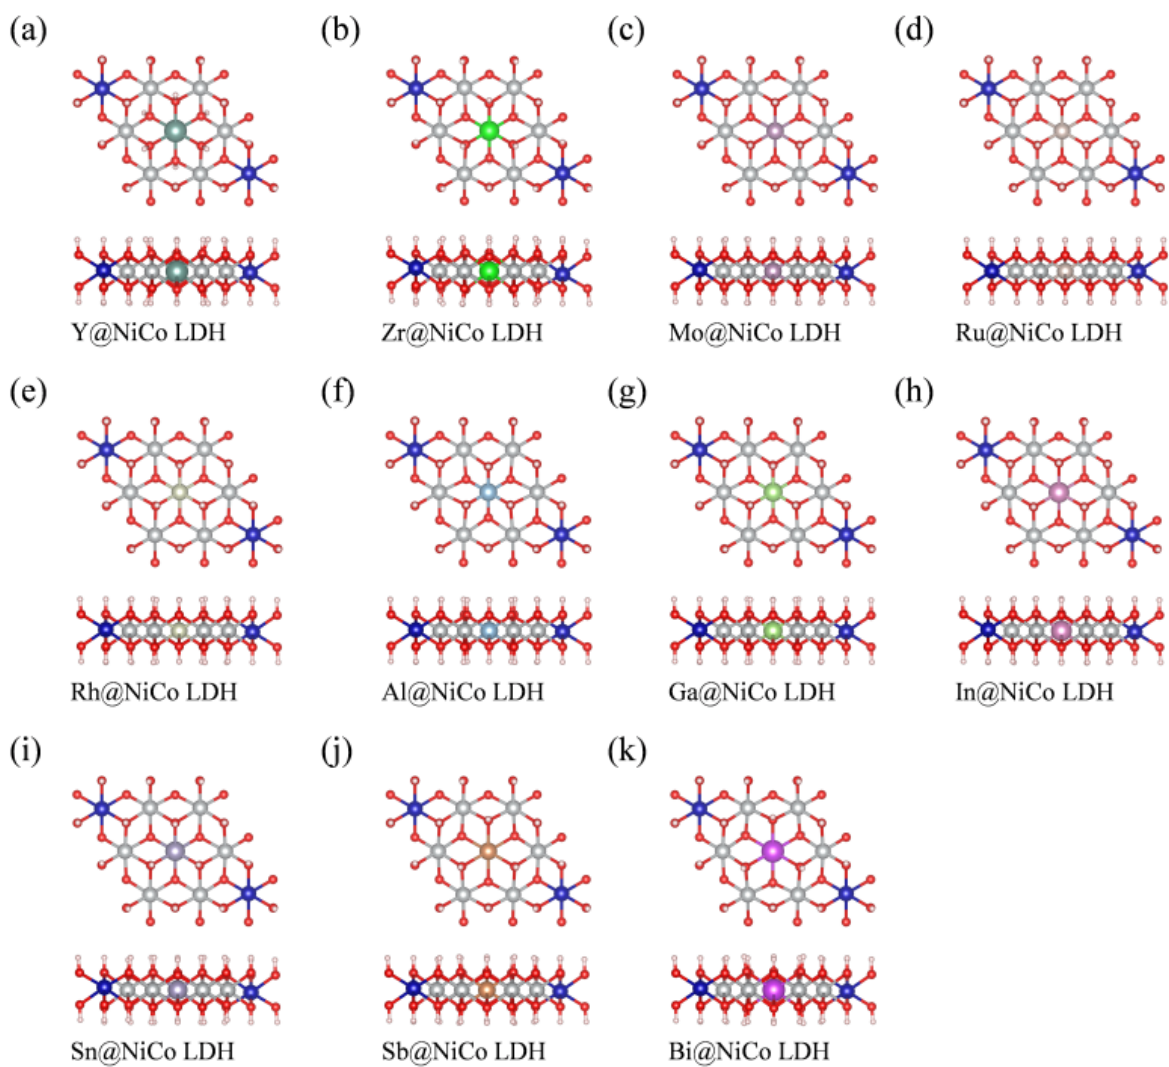 (a)
(b)
(c)
(d)
Y@NiCo LDH
Zr@NiCo LDH
Mo@NiCo LDH
Ru@NiCo LDH
(e)
(f)
(g)
(h)
Rh@NiCo LDH
Al@NiCo LDH
Ga@NiCo LDH
In@NiCo LDH
(i)
(j)
(k)
Sn@NiCo LDH
Sb@NiCo LDH
Bi@NiCo LDH